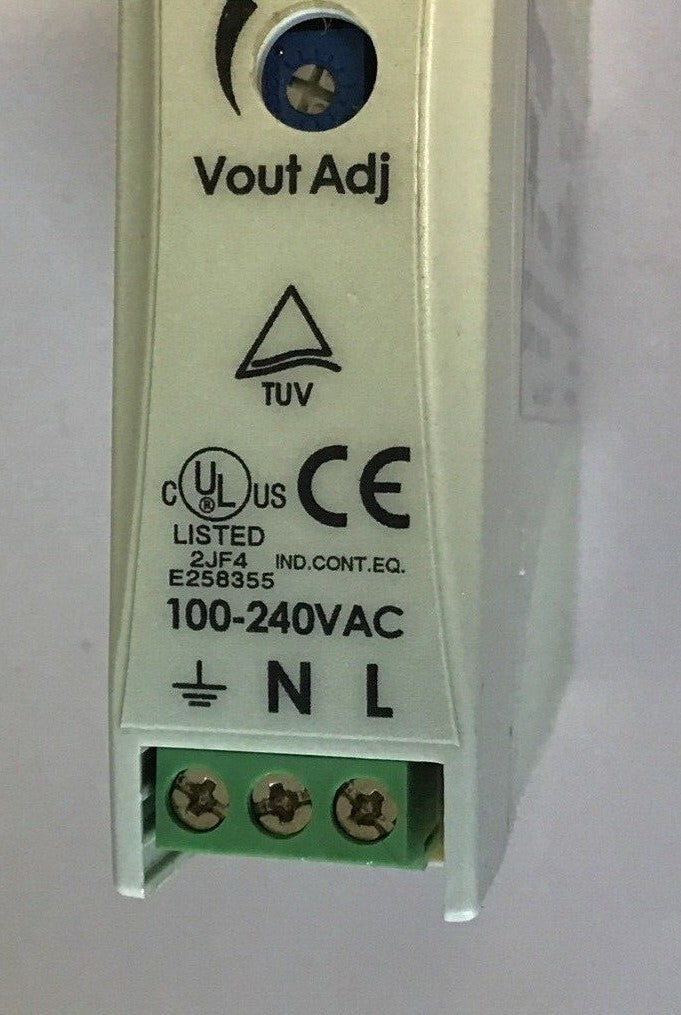 Vout Adj
TUV
C UL® US CE
LISTED
2JF4 IND.CONT.EQ.
E258355
100-240VAC
N L